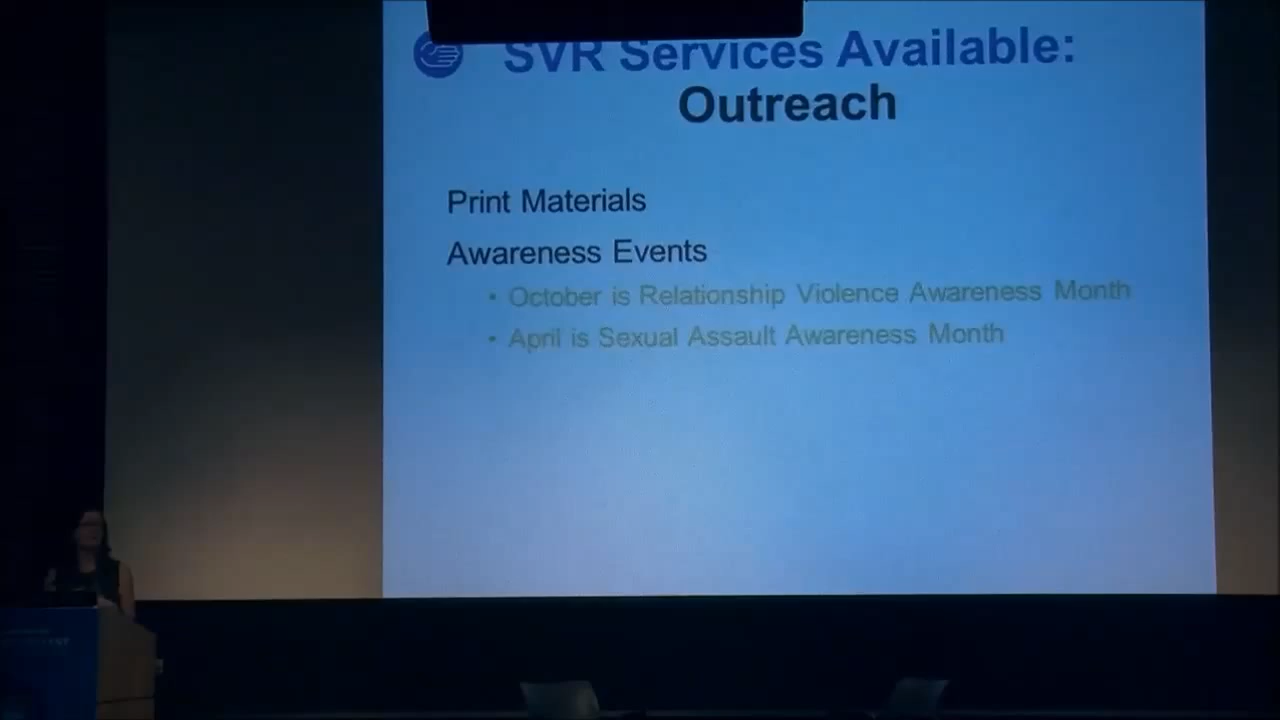 SVR Services Available:
Outreach
Print Materials
Awareness Events
• October is Relationship Violence Awareness Month
• April is Sexual Assault Awareness Month